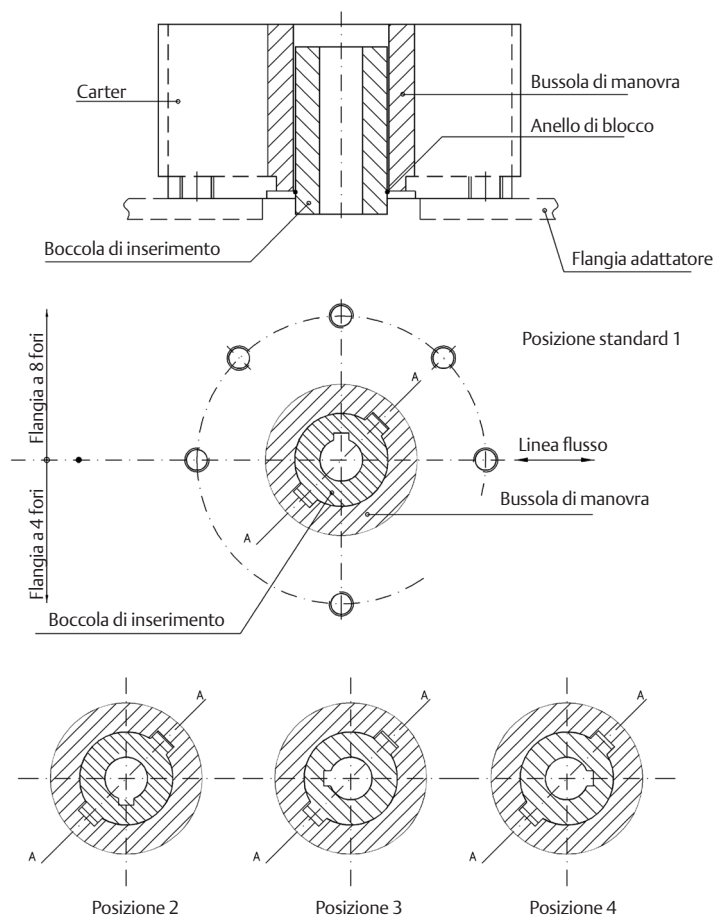 Carter
Bussola di manovra
Anello di blocco
Boccola di inserimento
Flangia adattatore
Flangia a 8 fori
Posizione standard 1
A
Linea flusso
Flangia a 4 fori
Bussola di manovra
A
Boccola di inserimento
A
A
A
A
A
A
Posizione 2
Posizione 3
Posizione 4